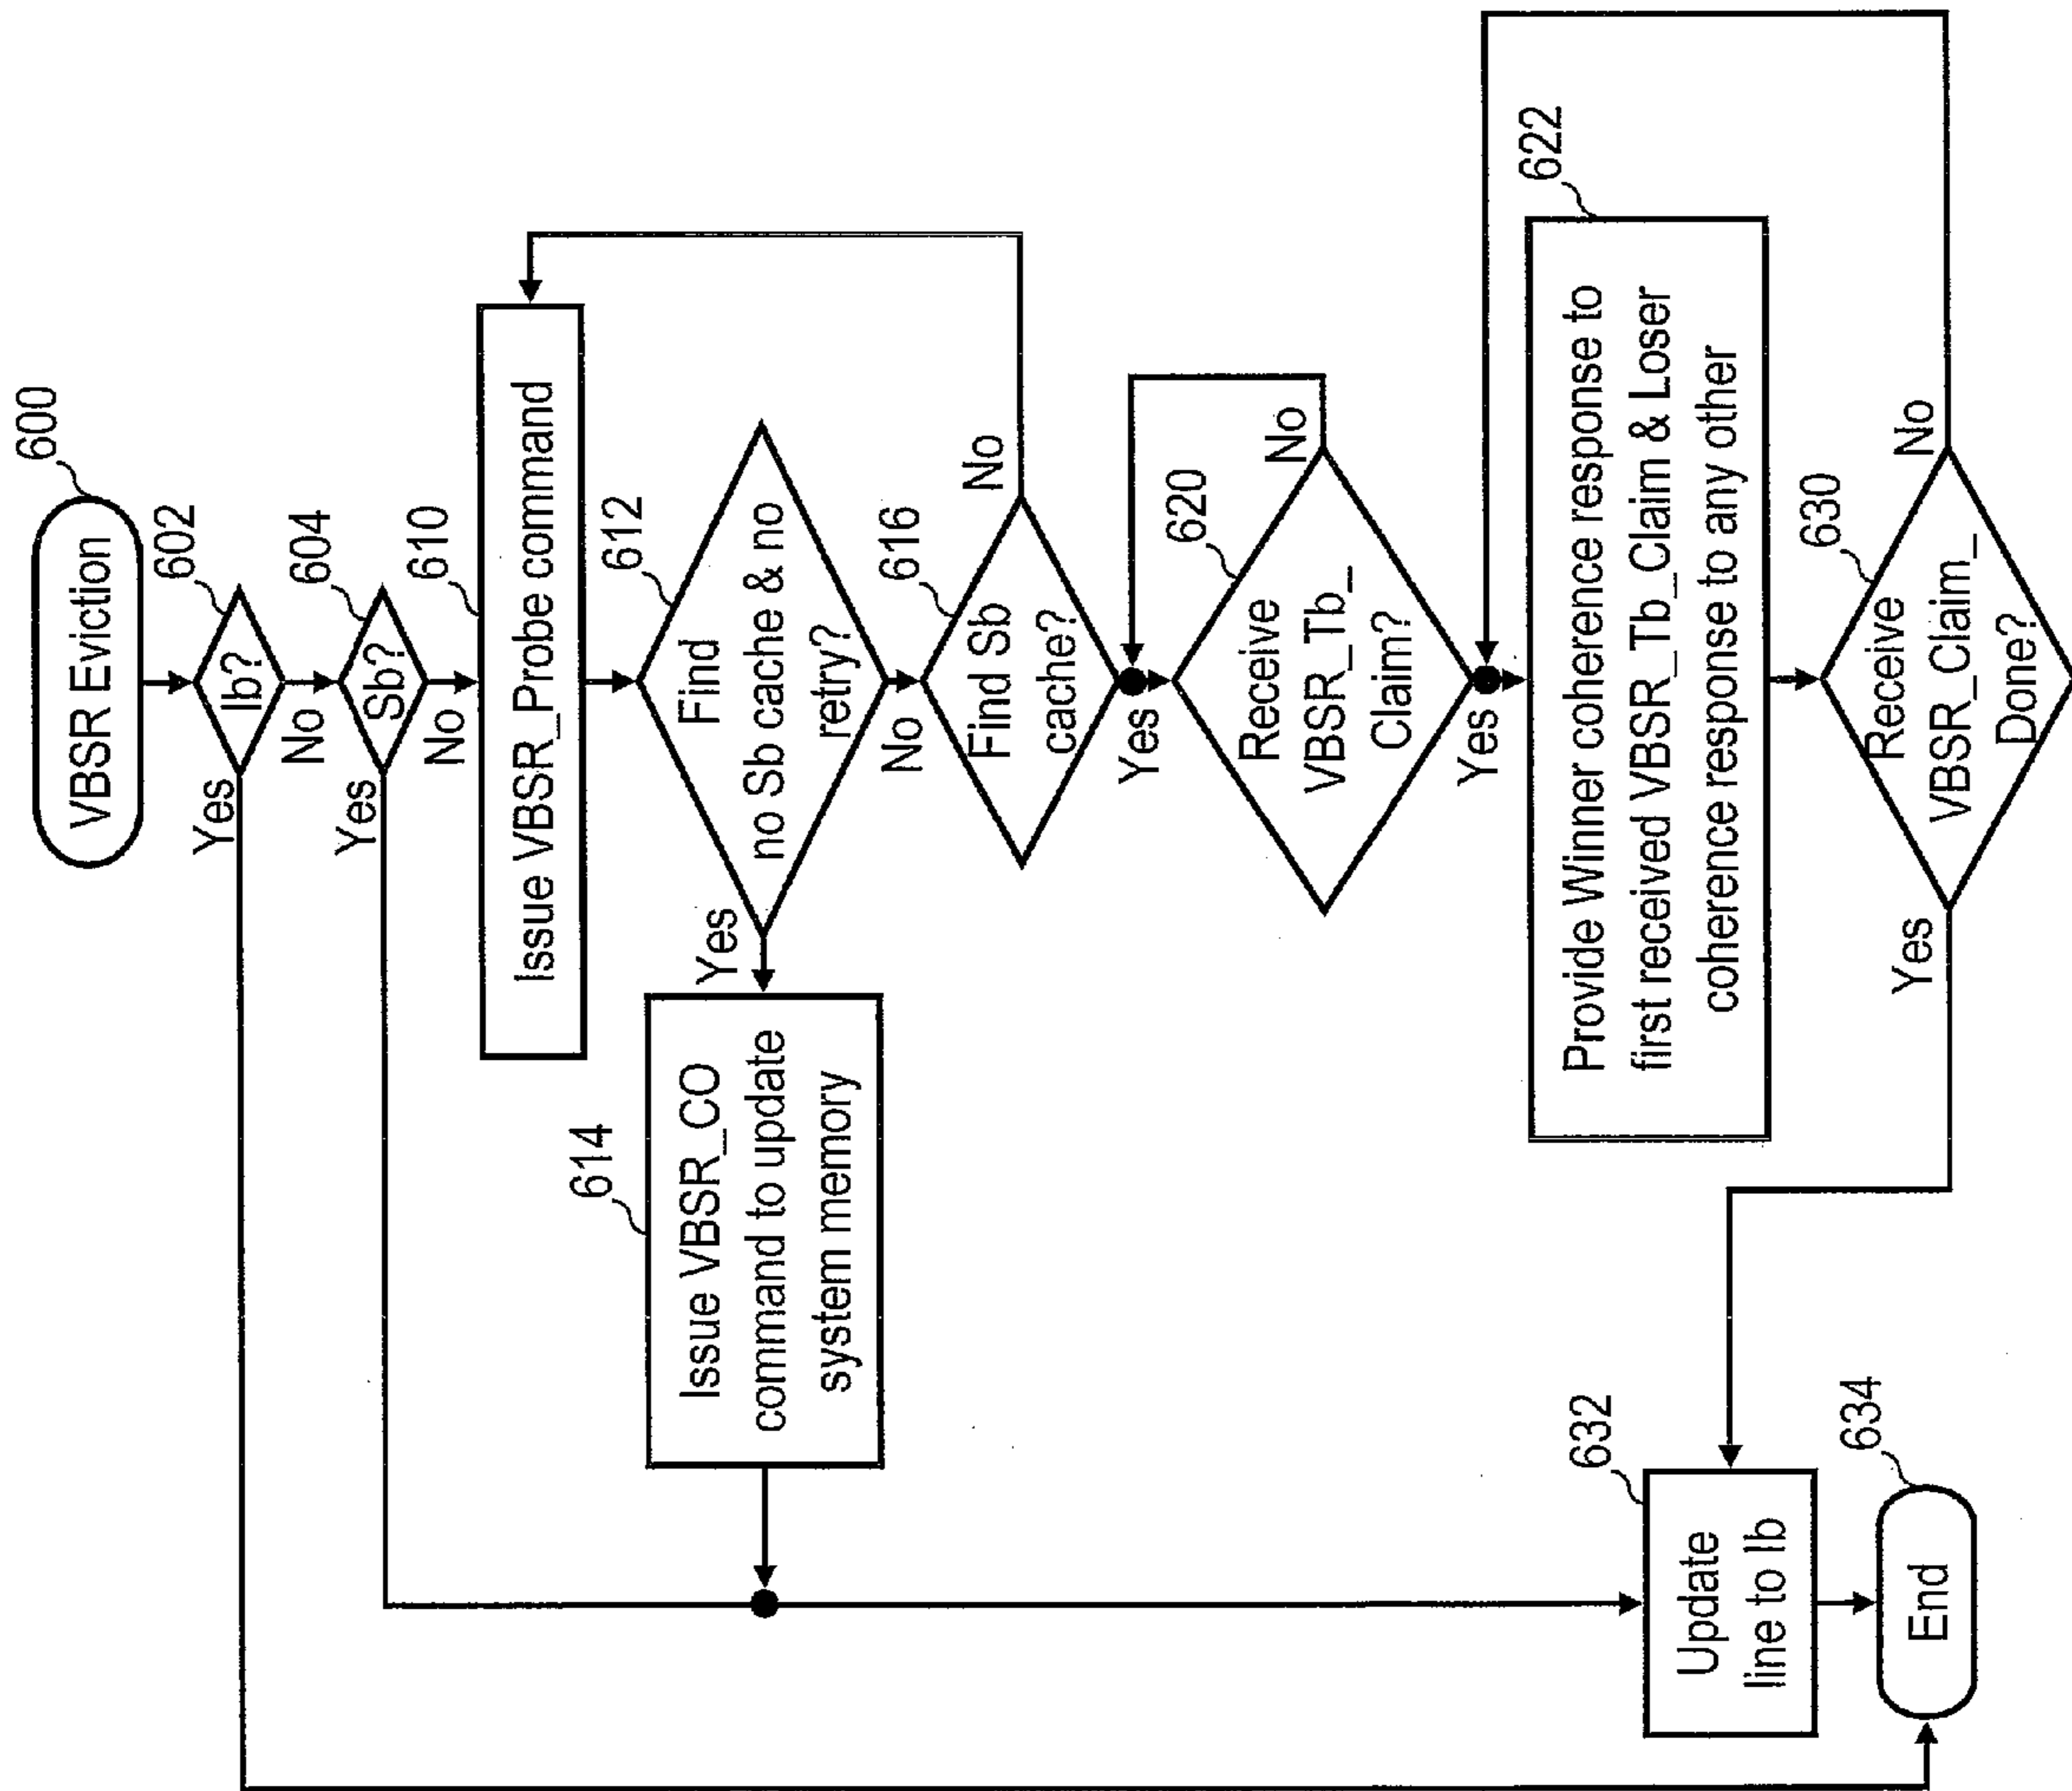 600
VBSR Eviction
602
Ib?
Yes
No
604
Sb?
Yes
No
610
Issue VBSR_Probe command
612
Find
no Sb cache & no
retry?
Yes
No
614
Issue VBSR_CO
command to update
system memory
616
Find Sb
cache?
No
Yes
620
Receive
VBSR_Tb_
Claim?
No
Yes
622
Provide Winner coherence response to
first received VBSR_Tb_Claim & Loser
coherence response to any other
630
Receive
VBSR_Claim_
Done?
No
Yes
632
Update
line to Ib
634
End